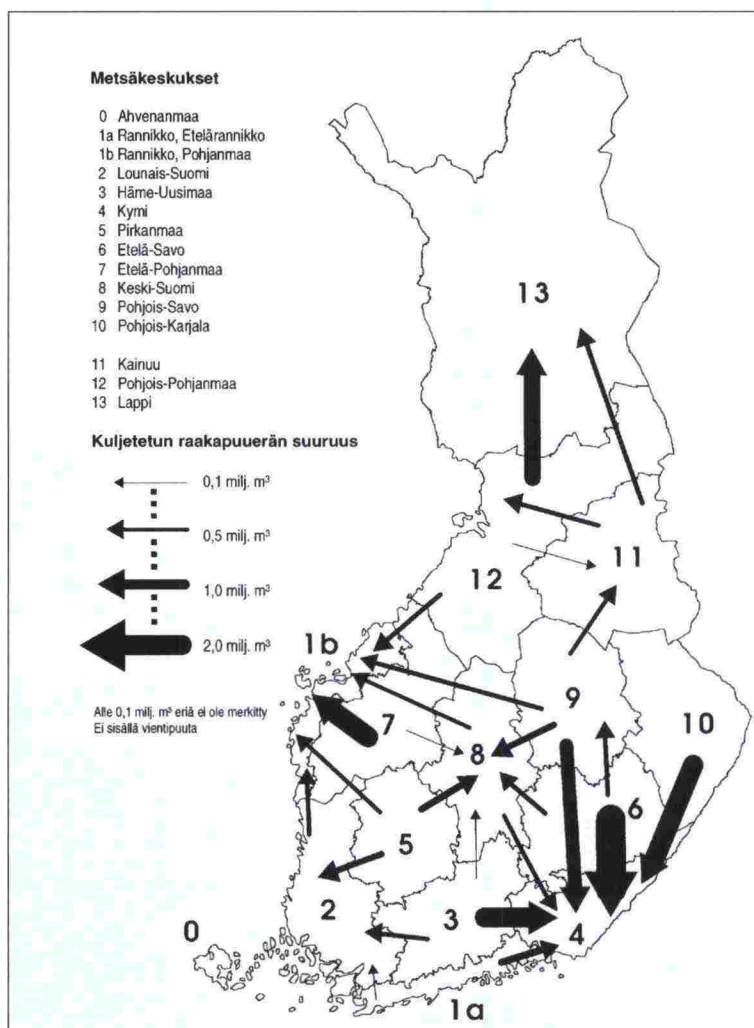 Metsäkeskukset
0 Ahvenanmaa
1a Rannikko, Etelärannikko
1b Rannikko, Pohjanmaa
2 Lounais-Suomi
3 Häme-Uusimaa
4 Kymi
5 Pirkanmaa
6 Etelä-Savo
7 Etelä-Pohjanmaa
8 Keski-Suomi
9 Pohjois-Savo
10 Pohjois-Karjala
11 Kainuu
12 Pohjois-Pohjanmaa
13 Lappi
Kuljetetun raakapuuerän suuruus
0,1 milj. m³
0,5 milj. m³
1,0 milj. m³
2,0 milj. m³
Alle 0,1 milj. m³ eriä ei ole merkitty
Ei sisällä vientipuuta
13
11
12
1b
9
10
7
8
6
5
2
3
4
0
1a